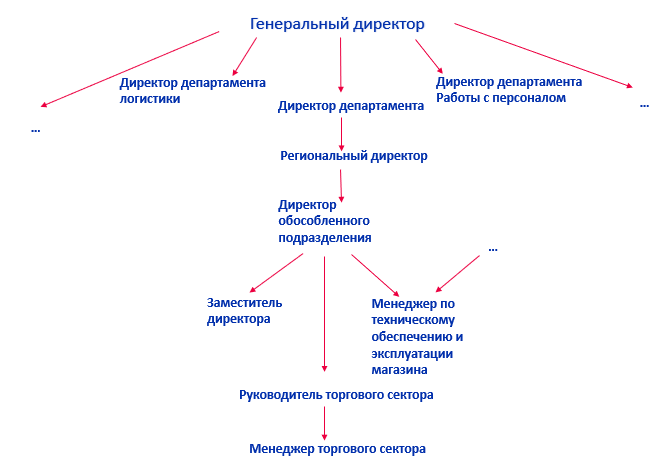 Генеральный директор
Директор департамента
логистики
Директор департамента
Директор департамента
Работы с персоналом
...
...
Региональный директор
Директор
обособленного
подразделения
...
Заместитель
директора
Менеджер по
техническому
обеспечению и
эксплуатации
магазина
Руководитель торгового сектора
Менеджер торгового сектора